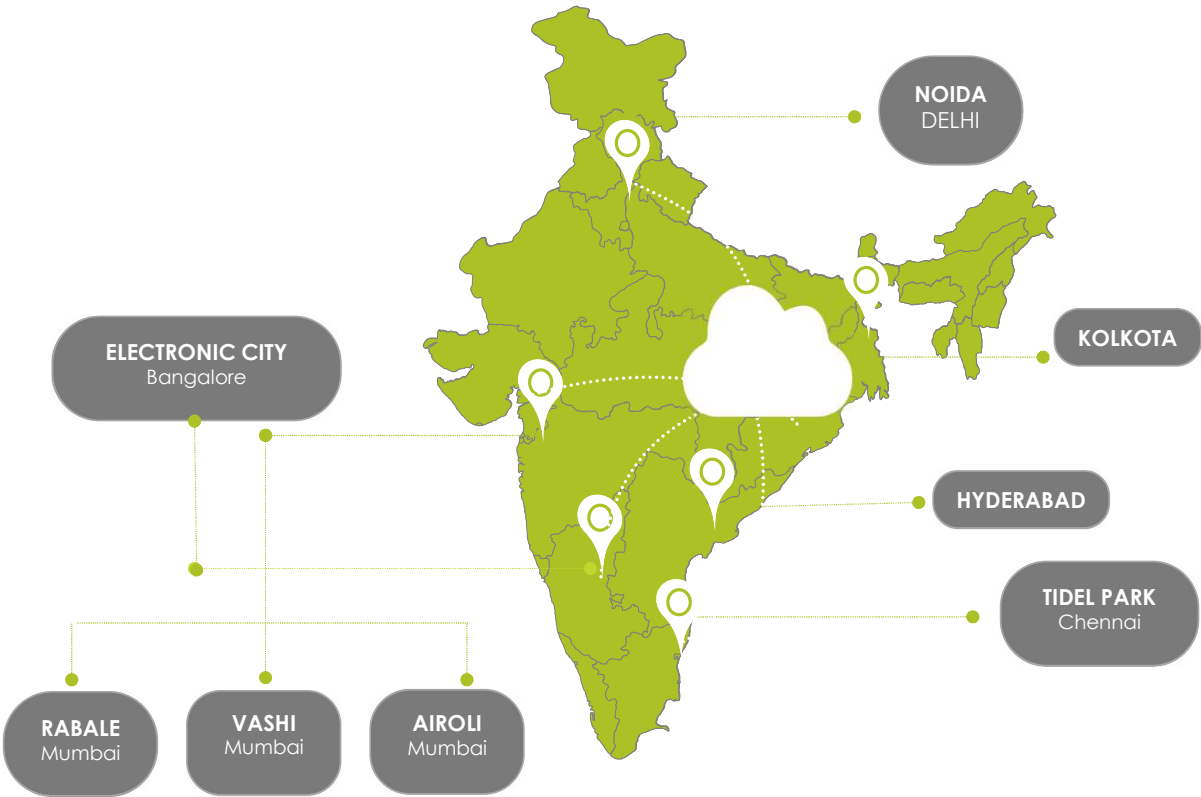 NOIDA
DELHI
KOLKOTA
ELECTRONIC CITY
Bangalore
HYDERABAD
TIDEL PARK
Chennai
RABALE
Mumbai
VASHI
Mumbai
AIROLI
Mumbai